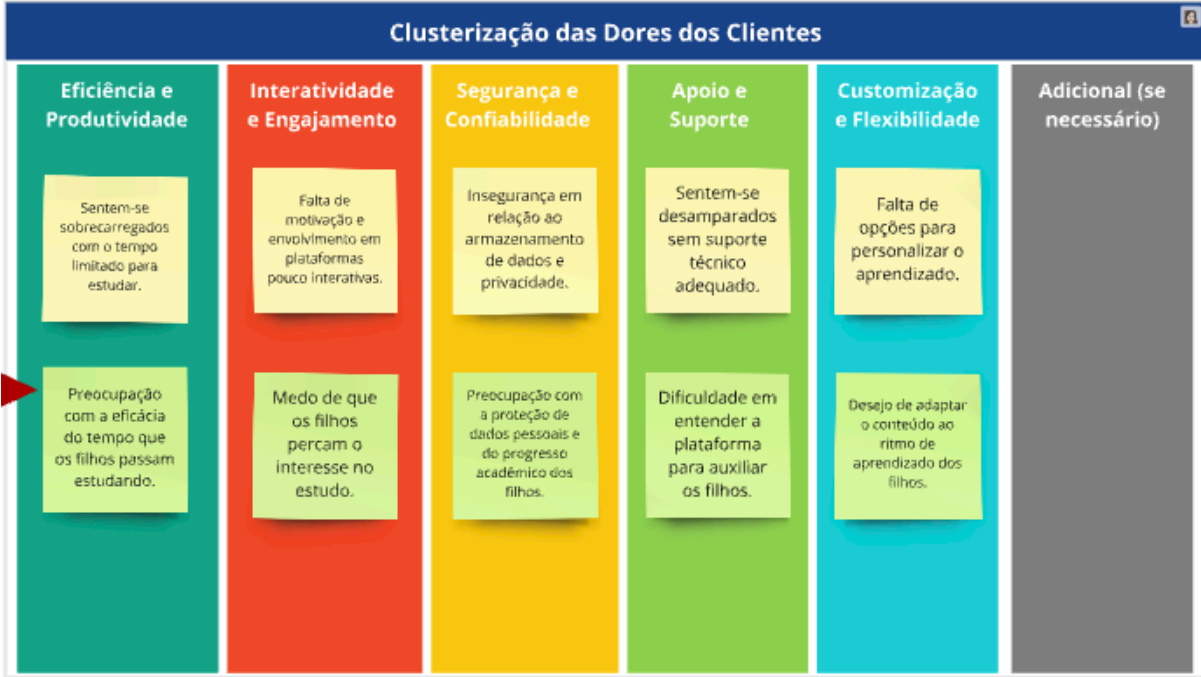 Clusterização das Dores dos Clientes
Eficiência e
Produtividade
Sentem-se
sobrecarregados
com o tempo
limitado para
estudar.
Preocupação
com a eficácia
do tempo que
os filhos passam
estudando.
Interatividade
e Engajamento
Falta de
motivação e
envolvimento em
plataformas
pouco interativas.
Medo de que
os filhos
percam o
interesse no
estudo.
Segurança e
Confiabilidade
Insegurança em
relação ao
armazenamento
de dados e
privacidade.
Preocupação com
a proteção de
dados pessoais e
do progresso
acadêmico dos
filhos.
Apoio e
Suporte
Sentem-se
desamparados
sem suporte
técnico
adequado.
Dificuldade em
entender a
plataforma
para auxiliar
os filhos.
Customização
e Flexibilidade
Falta de
opções para
personalizar o
aprendizado.
Desejo de adaptar
o conteúdo ao
ritmo de
aprendizado dos
filhos.
Adicional (se
necessário)